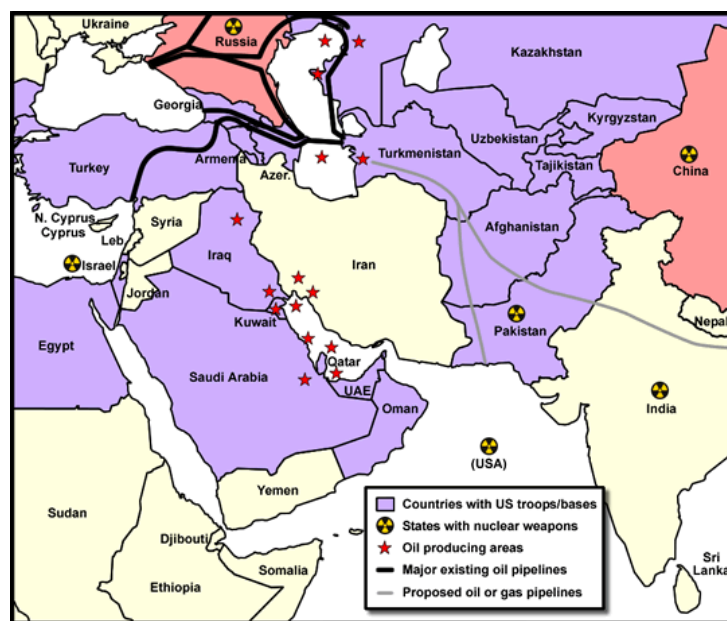 Ukraine
Russia
Kazakhstan
Georgia
Uzbekistan
Kyrgyzstan
Turkey
Armenia
Azer.
Turkmenistan
Tajikistan
China
N. Cyprus
Cyprus
Syria
Leb.
Afghanistan
Israel
Iraq
Iran
Jordan
Kuwait
Pakistan
Nepal
Egypt
Saudi Arabia
Qatar
UAE
Oman
India
(USA)
Yemen
Sudan
Djibouti
Ethiopia
Somalia
Sri
Lanka
Countries with US troops/bases
States with nuclear weapons
Oil producing areas
Major existing oil pipelines
Proposed oil or gas pipelines